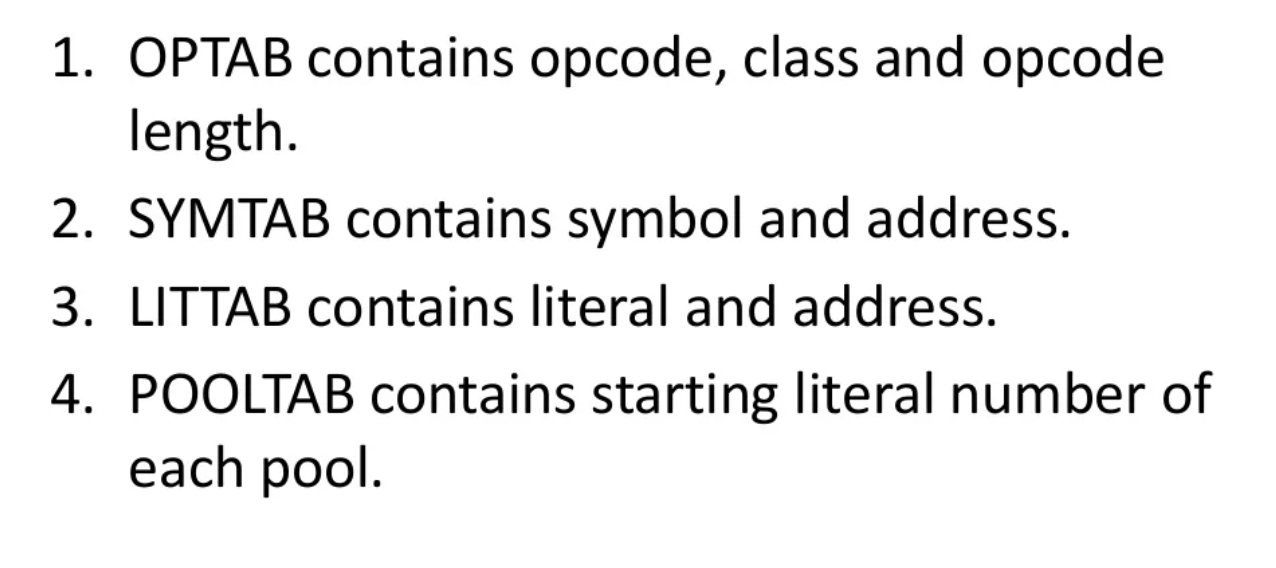 1. OPTAB contains opcode, class and opcode
length.
2. SYMTAB contains symbol and address.
3. LITTAB contains literal and address.
4. POOLTAB contains starting literal number of
each pool.